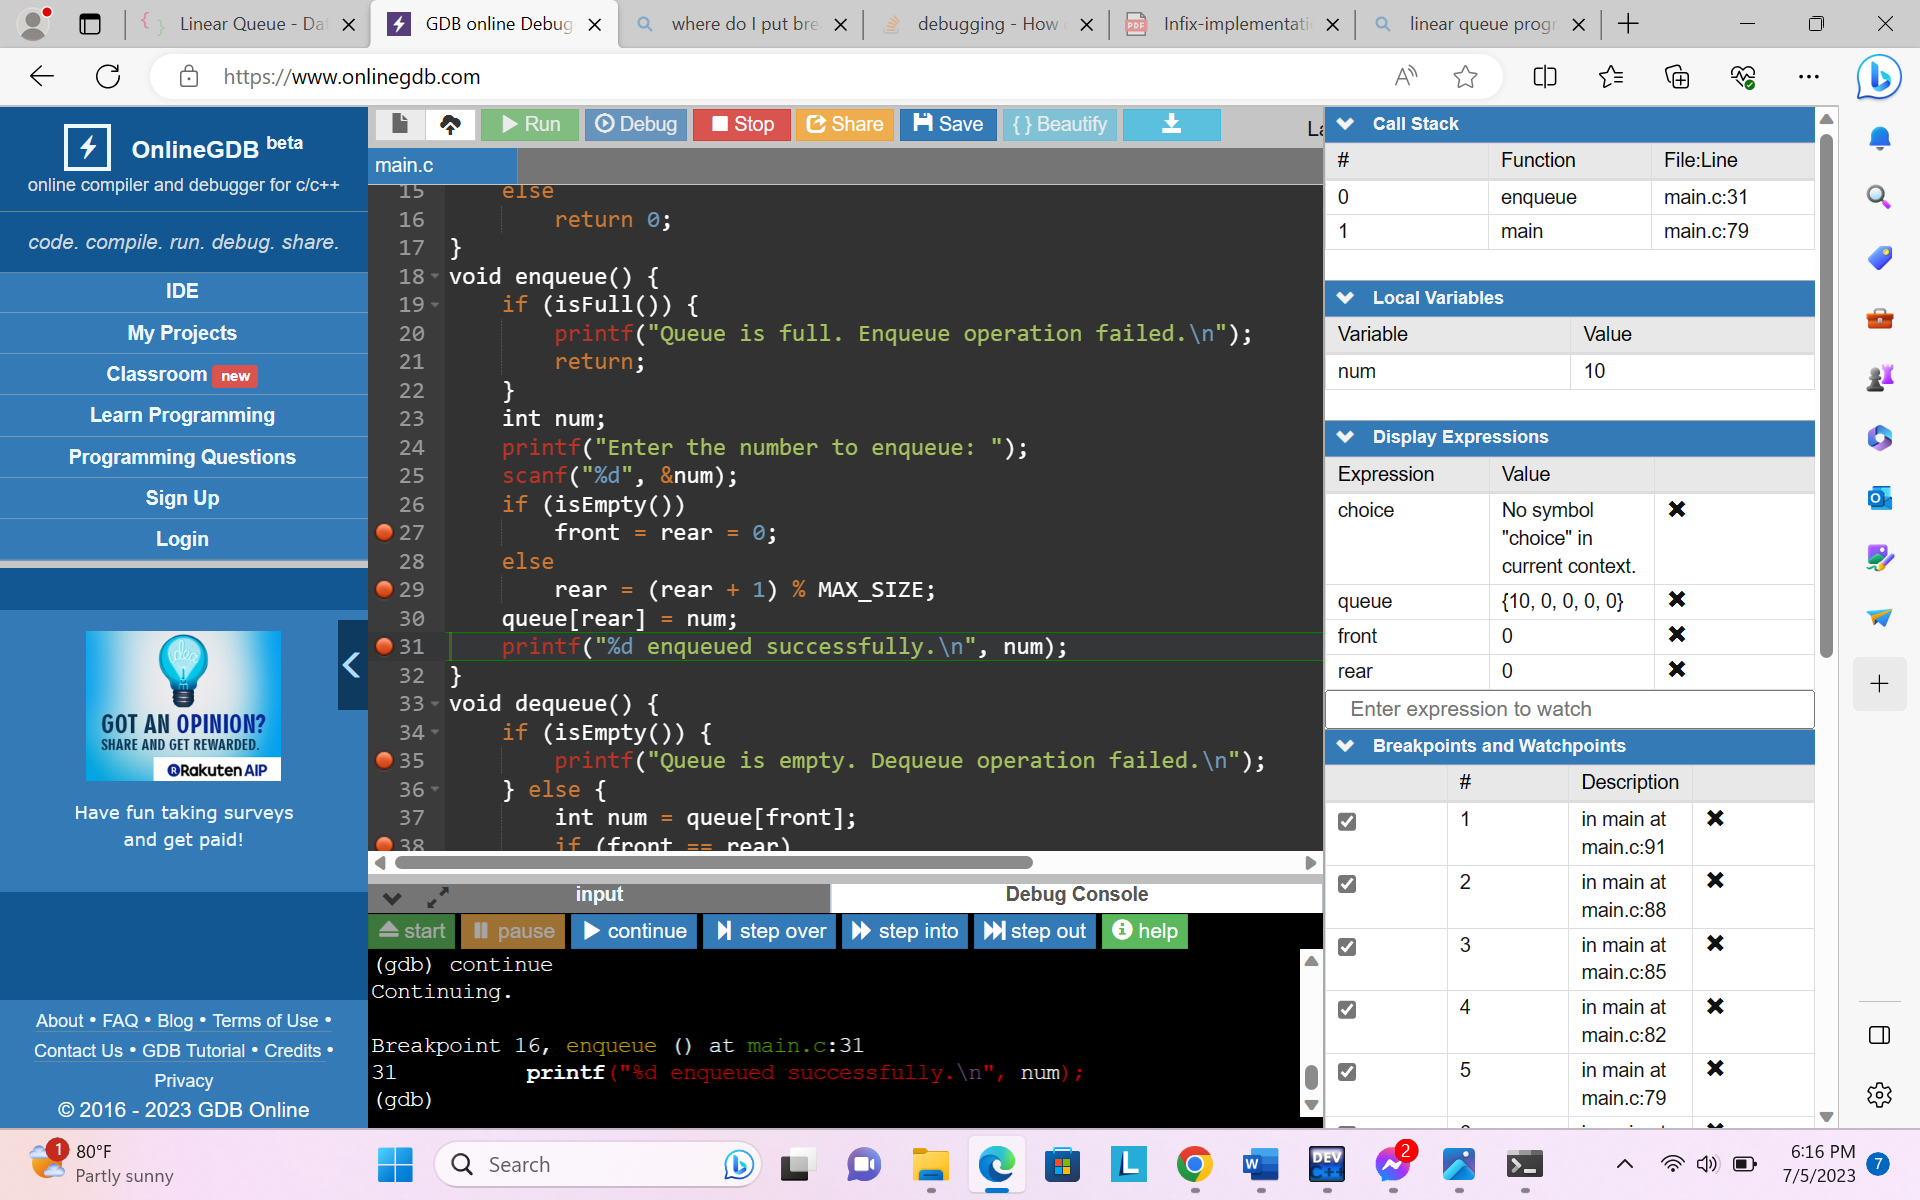 Linear Queue - Dat
GDB online Debug
where do I put bre
debugging - How
Infix-implementati
linear queue progr
https://www.onlinegdb.com
OnlineGDB beta
online compiler and debugger for c/c++
code. compile. run. debug. share.
IDE
My Projects
Classroom new
Learn Programming
Programming Questions
Sign Up
Login
GOT AN OPINION?
SHARE AND GET REWARDED.
Rakuten AIP
Have fun taking surveys
and get paid!
About • FAQ • Blog • Terms of Use •
Contact Us • GDB Tutorial • Credits •
Privacy
© 2016 - 2023 GDB Online
Run Debug Stop Share Save {} Beautify
main.c
15 else
16 return 0;
17 }
18 void enqueue() {
19 if (isFull()) {
20 printf("Queue is full. Enqueue operation failed.\n");
21 return;
22 }
23 int num;
24 printf("Enter the number to enqueue: ");
25 scanf("%d", &num);
26 if (isEmpty())
27 front = rear = 0;
28 else
29 rear = (rear + 1) % MAX_SIZE;
30 queue[rear] = num;
31 printf("%d enqueued successfully.\n", num);
32 }
33 void dequeue() {
34 if (isEmpty()) {
35 printf("Queue is empty. Dequeue operation failed.\n");
36 } else {
37 int num = queue[front];
38 if (front == rear)
input Debug Console
start pause continue step over step into step out help
(gdb) continue
Continuing.
Breakpoint 16, enqueue () at main.c:31
31 printf("%d enqueued successfully.\n", num);
(gdb)
Call Stack
# Function File:Line
0 enqueue main.c:31
1 main main.c:79
Local Variables
Variable Value
num 10
Display Expressions
Expression Value
choice No symbol
"choice" in
current context.
queue {10, 0, 0, 0, 0}
front 0
rear 0
Enter expression to watch
Breakpoints and Watchpoints
# Description
1 in main at
main.c:91
2 in main at
main.c:88
3 in main at
main.c:85
4 in main at
main.c:82
5 in main at
main.c:79
1
80°F
Partly sunny
Search
DEV
C++
2
6:16 PM
7/5/2023
7